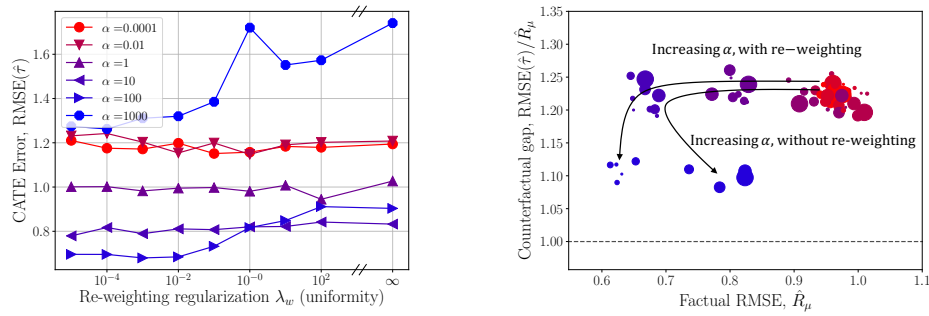 CATE Error, RMSE(τ̂)
1.6
1.4
1.2
1.0
0.8
α =0.0001
α =0.01
α =1
α =10
α =100
α =1000
10⁻⁴ 10⁻² 10⁻⁰ 10² ∞
Re-weighting regularization λ_w (uniformity)
Counterfactual gap, RMSE(τ̂)/R̂_μ
1.35
1.30
1.25
1.20
1.15
1.10
1.05
1.00
Increasing α, with re−weighting
Increasing α, without re-weighting
0.6 0.7 0.8 0.9 1.0 1.1
Factual RMSE, R̂_μ